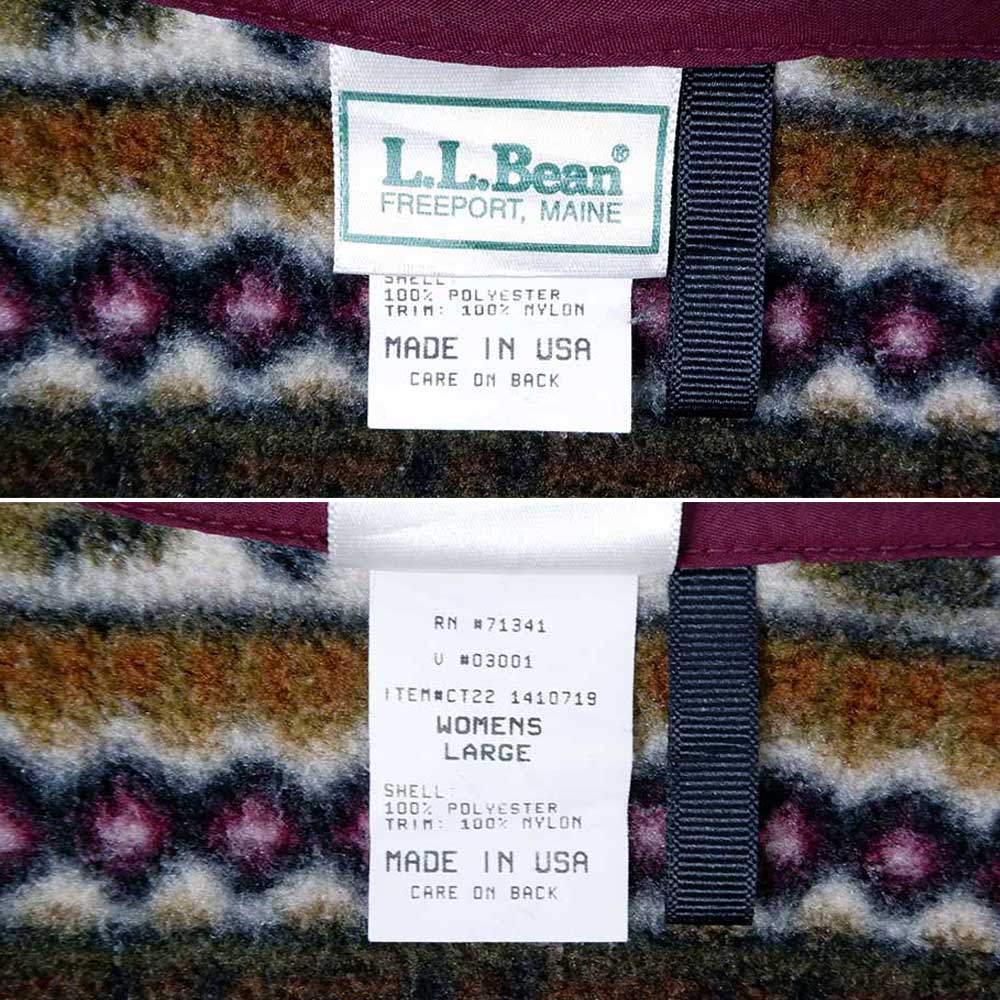 L.L.Bean®
FREEPORT, MAINE
SHELL:
100% POLYESTER
TRIM: 100% NYLON
MADE IN USA
CARE ON BACK
RN #71341
V #03001
ITEM#CT22 1410719
WOMENS
LARGE
SHELL:
100% POLYESTER
TRIM: 100% NYLON
MADE IN USA
CARE ON BACK